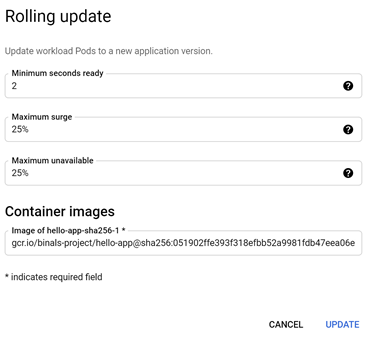 Rolling update
Update workload Pods to a new application version.
Minimum seconds ready
2
Maximum surge
25%
Maximum unavailable
25%
Container images
Image of hello-app-sha256-1 *
gcr.io/binals-project/hello-app@sha256:051902ffe393f318efbb52a9981fdb47eea06e
* indicates required field
CANCEL UPDATE